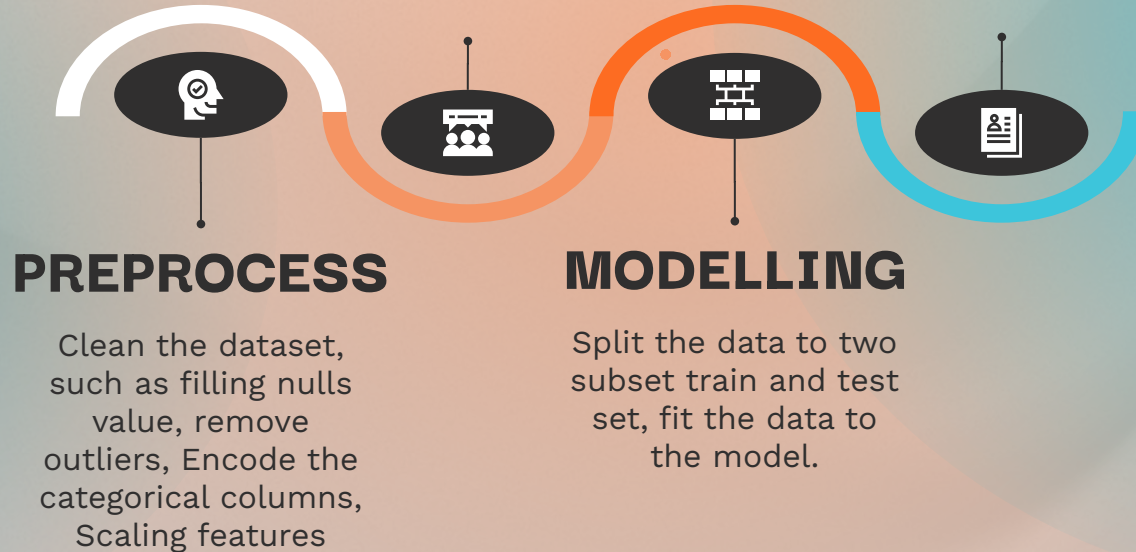 PREPROCESS
Clean the dataset,
such as filling nulls
value, remove
outliers, Encode the
categorical columns,
Scaling features
MODELLING
Split the data to two
subset train and test
set, fit the data to
the model.